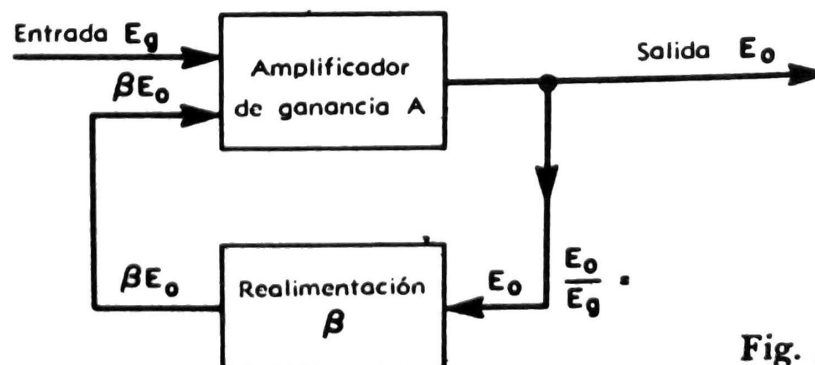 Entrada Eg
βEo
Amplificador
de ganancia A
Salida Eo
βEo
Realimentación
β
Eo
Eo
Eg =
Fig.